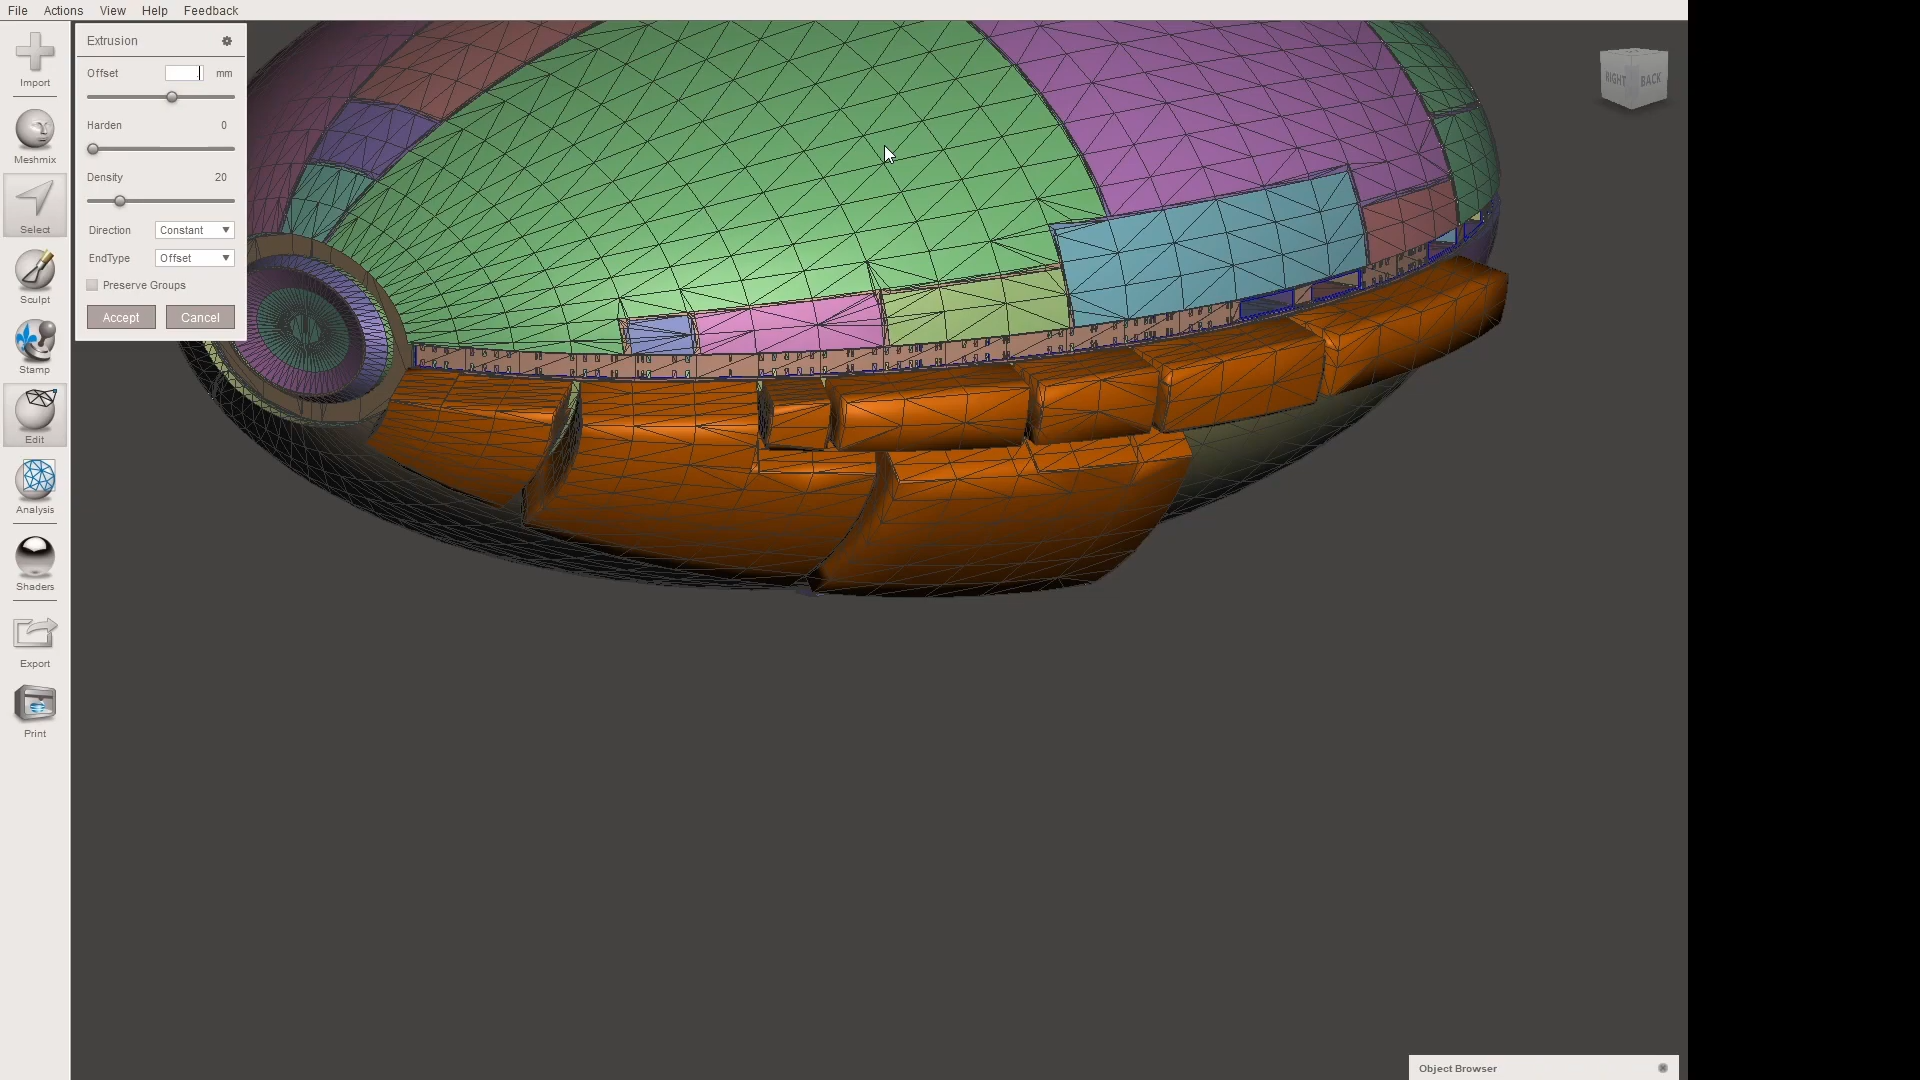 File Actions View Help Feedback
Import
Meshmix
Select
Sculpt
Stamp
Edit
Analysis
Shaders
Export
Print
Extrusion
Offset mm
Harden 0
Density 20
Direction Constant
EndType Offset
Preserve Groups
Accept Cancel
RIGHT BACK
Object Browser